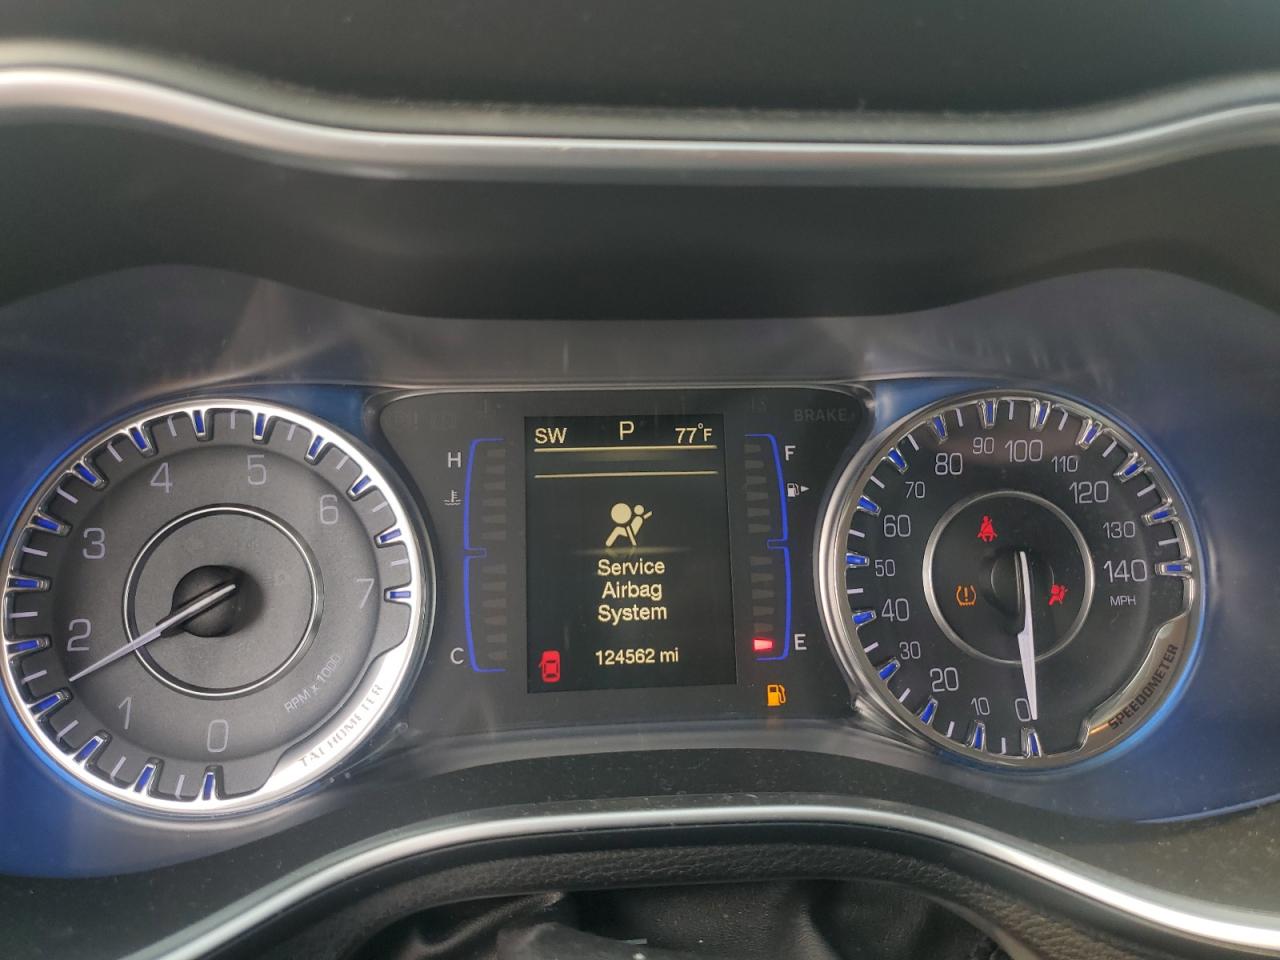 SW P 77°F
BRAKE
H
F
C
E
Service
Airbag
System
124562 mi
0
1
2
3
4
5
6
7
RPM x 1000
TACHOMETER
0
10
20
30
40
50
60
70
80
90
100
110
120
130
140
MPH
SPEEDOMETER